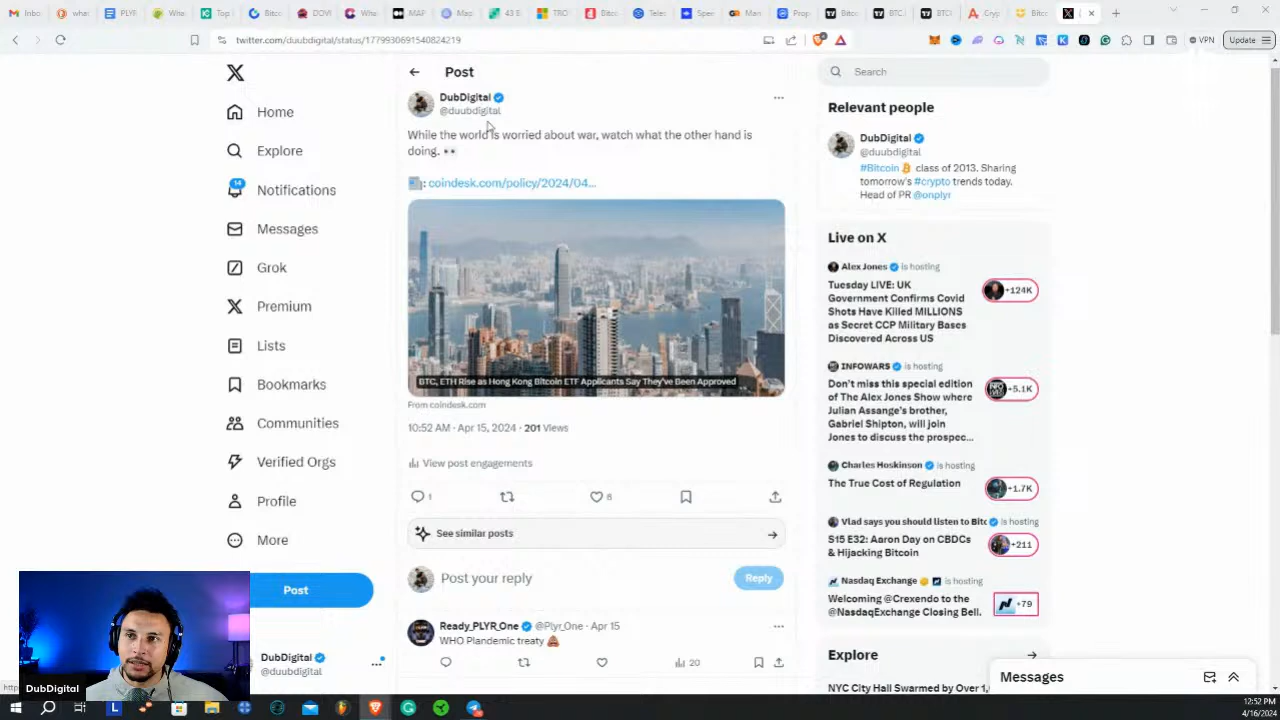 twitter.com/duubdigital/status/1779930691540824219
VPN
Update
Home
Explore
14
Notifications
Messages
Grok
Premium
Lists
Bookmarks
Communities
Verified Orgs
Profile
More
Post
DubDigital
@duubdigital
Post
DubDigital
@duubdigital
While the world is worried about war, watch what the other hand is
doing. 👀
📰: coindesk.com/policy/2024/04...
BTC, ETH Rise as Hong Kong Bitcoin ETF Applicants Say They've Been Approved
From coindesk.com
10:52 AM · Apr 15, 2024 · 201 Views
View post engagements
1
6
See similar posts
Post your reply
Reply
Ready_PLYR_One @Plyr_One · Apr 15
WHO Plandemic treaty 💩
20
Search
Relevant people
DubDigital
@duubdigital
#Bitcoin class of 2013. Sharing
tomorrow's #crypto trends today.
Head of PR @onplyr
Live on X
Alex Jones is hosting
Tuesday LIVE: UK
Government Confirms Covid
Shots Have Killed MILLIONS
as Secret CCP Military Bases
Discovered Across US
+124K
INFOWARS is hosting
Don't miss this special edition
of The Alex Jones Show where
Julian Assange's brother,
Gabriel Shipton, will join
Jones to discuss the prospec...
+5.1K
Charles Hoskinson is hosting
The True Cost of Regulation
+1.7K
Vlad says you should listen to Bitc is hosting
S15 E32: Aaron Day on CBDCs
& Hijacking Bitcoin
+211
Nasdaq Exchange is hosting
Welcoming @Crexendo to the
@NasdaqExchange Closing Bell.
+79
Explore
NYC City Hall Swarmed by Over 1,
Messages
DubDigital
12:52 PM
4/16/2024